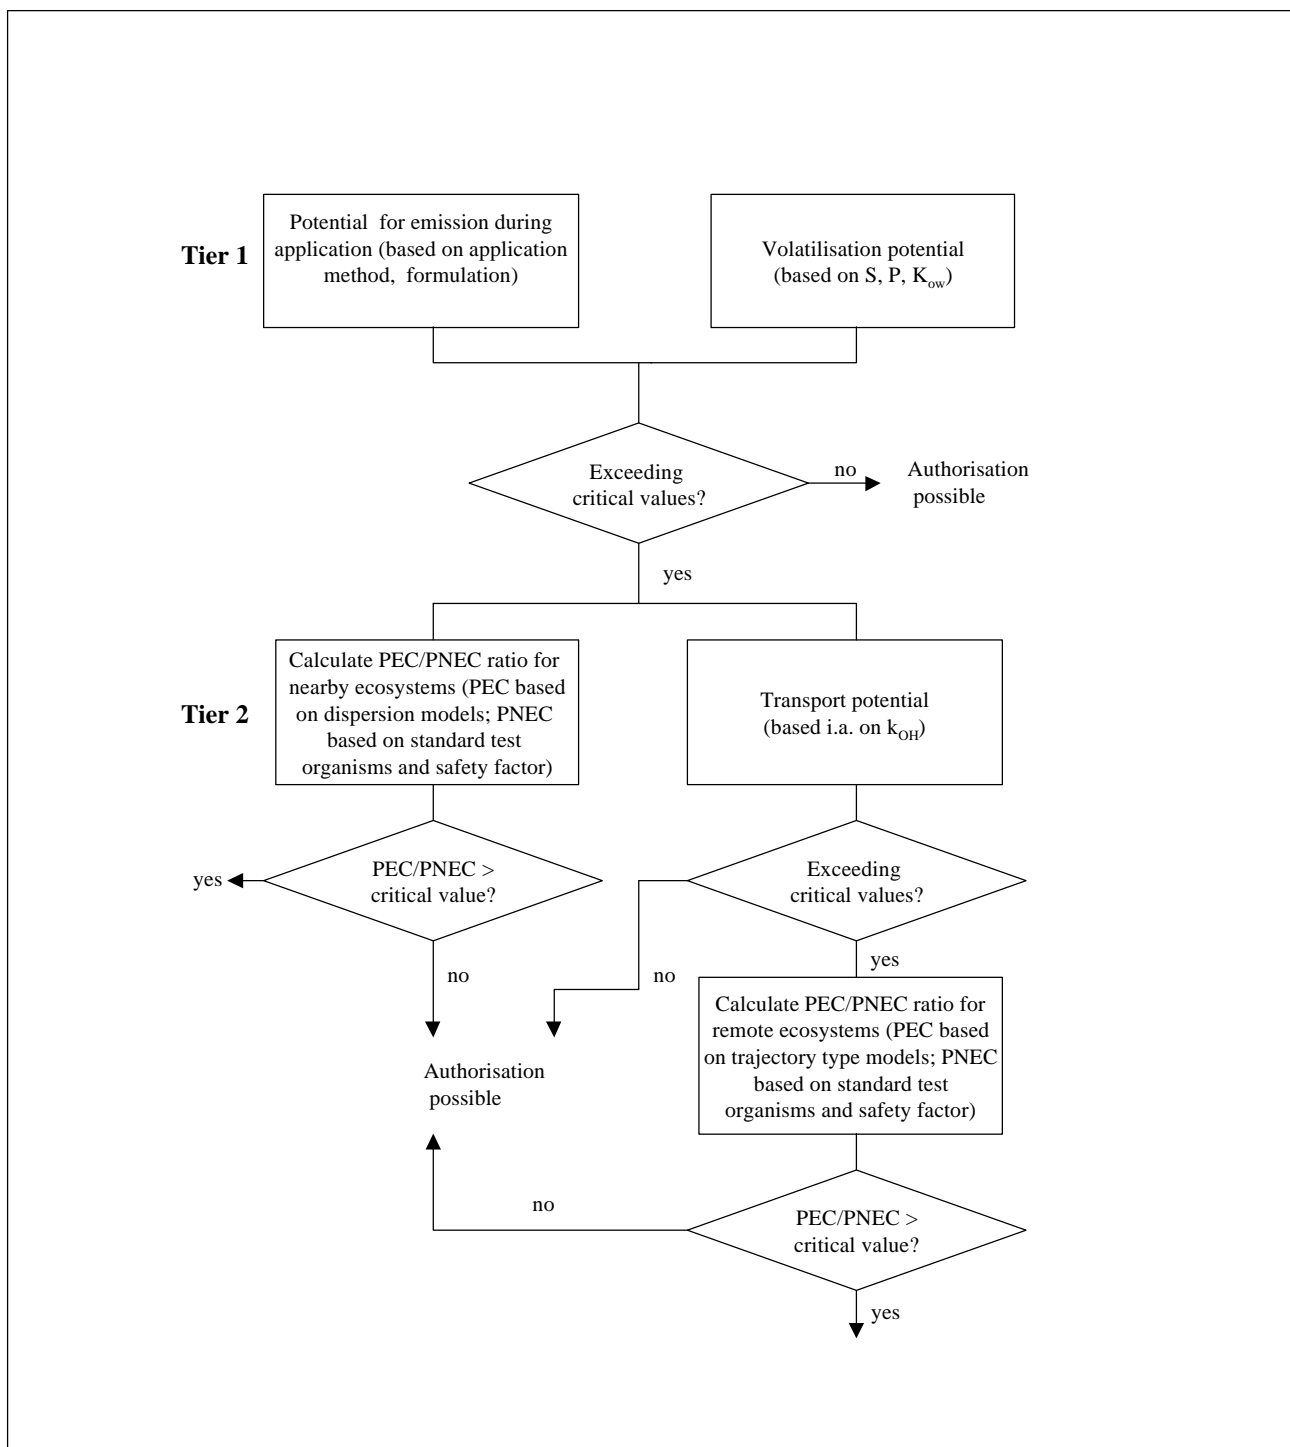 Tier 1
Potential for emission during
application (based on application
method, formulation)
Volatilisation potential
(based on S, P, Kow)
Exceeding
critical values?
no
Authorisation
possible
yes
Tier 2
Calculate PEC/PNEC ratio for
nearby ecosystems (PEC based
on dispersion models; PNEC
based on standard test
organisms and safety factor)
Transport potential
(based i.a. on kOH)
yes
PEC/PNEC >
critical value?
Exceeding
critical values?
no
no
yes
Calculate PEC/PNEC ratio for
remote ecosystems (PEC based
on trajectory type models; PNEC
based on standard test
organisms and safety factor)
Authorisation
possible
no
PEC/PNEC >
critical value?
yes